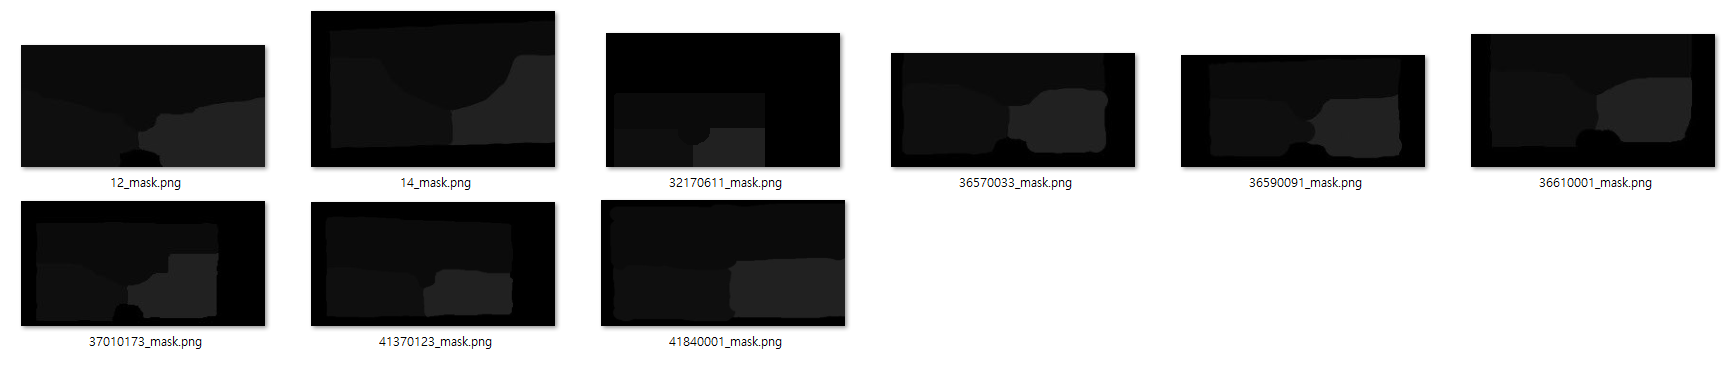 12_mask.png
14_mask.png
32170611_mask.png
36570033_mask.png
36590091_mask.png
36610001_mask.png
37010173_mask.png
41370123_mask.png
41840001_mask.png